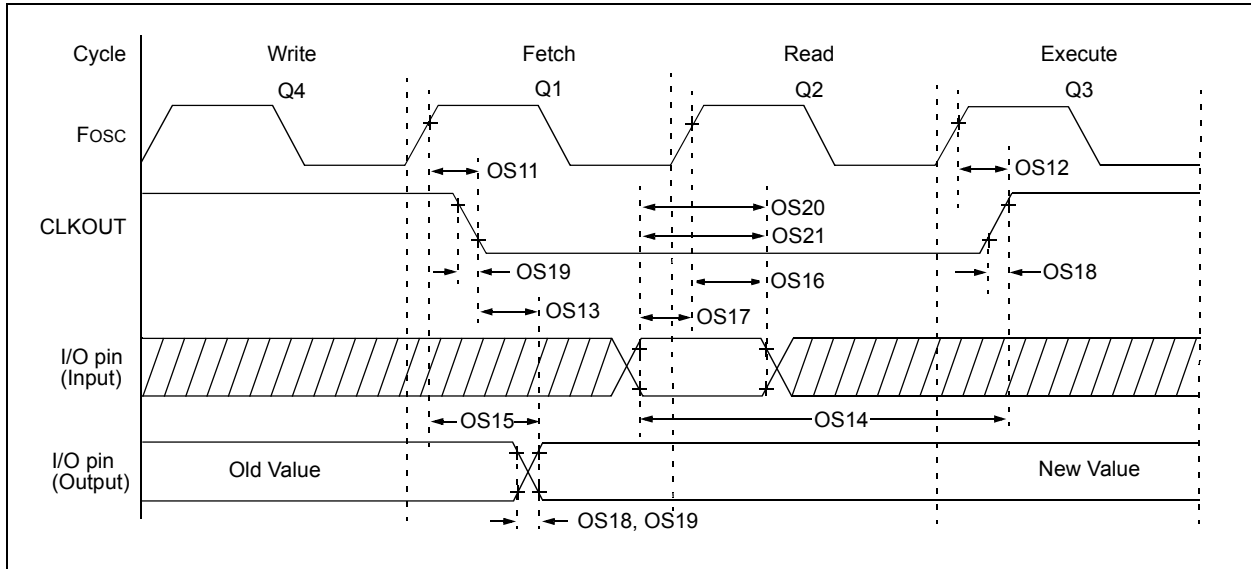 Cycle Write Fetch Read Execute
Q4 Q1 Q2 Q3
FOSC
OS11 OS12
OS20
CLKOUT OS21
OS19 OS16 OS18
OS13 OS17
I/O pin
(Input)
OS15 OS14
I/O pin
(Output)
Old Value New Value
OS18, OS19